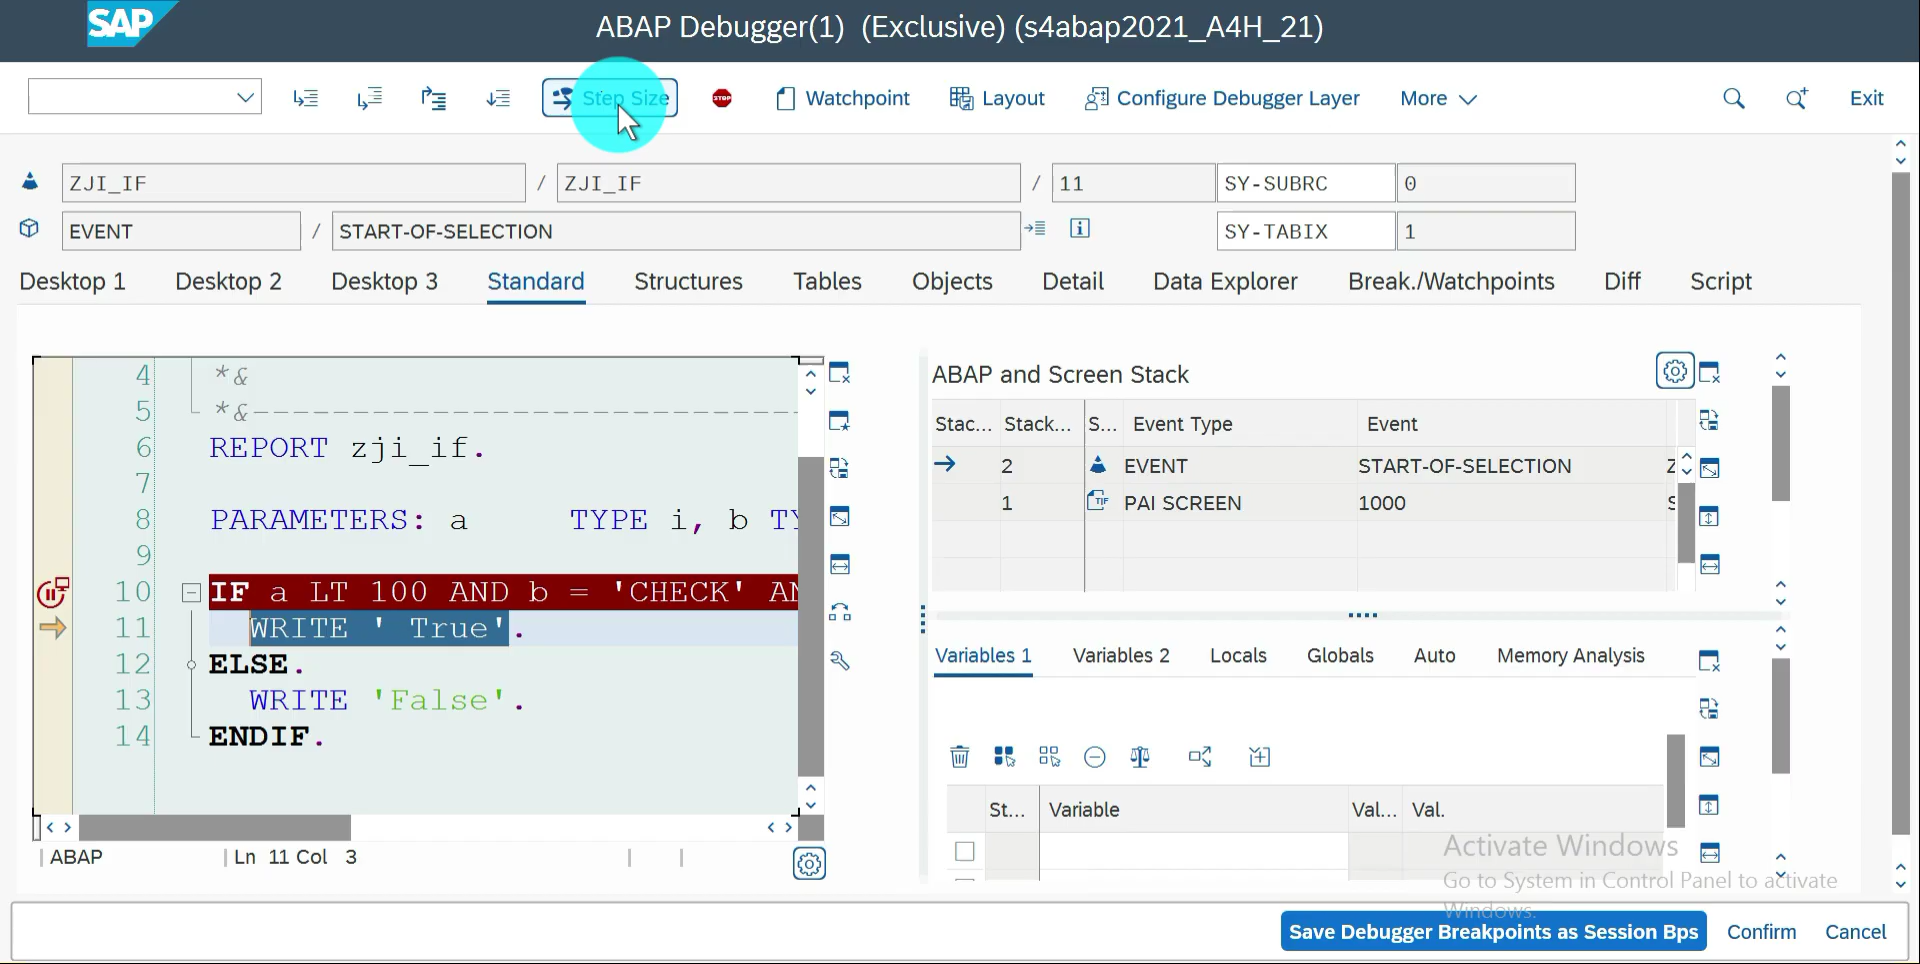 SAP
ABAP Debugger(1) (Exclusive) (s4abap2021_A4H_21)
Step Size
STOP
Watchpoint
Layout
Configure Debugger Layer
More
Exit
ZJI_IF / ZJI_IF / 11 SY-SUBRC 0
EVENT / START-OF-SELECTION SY-TABIX 1
Desktop 1 Desktop 2 Desktop 3 Standard Structures Tables Objects Detail Data Explorer Break./Watchpoints Diff Script
4 *&
5 *&---------------------------
6 REPORT zji_if.
7
8 PARAMETERS: a TYPE i, b TY
9
10 IF a LT 100 AND b = 'CHECK' AN
11 WRITE ' True'.
12 ELSE.
13 WRITE 'False'.
14 ENDIF.
ABAP Ln 11 Col 3
ABAP and Screen Stack
Stac... Stack... S... Event Type Event
2 EVENT START-OF-SELECTION Z
1 PAI SCREEN 1000 S
Variables 1 Variables 2 Locals Globals Auto Memory Analysis
St... Variable Val... Val.
Activate Windows
Go to System in Control Panel to activate
Windows.
Save Debugger Breakpoints as Session Bps Confirm Cancel